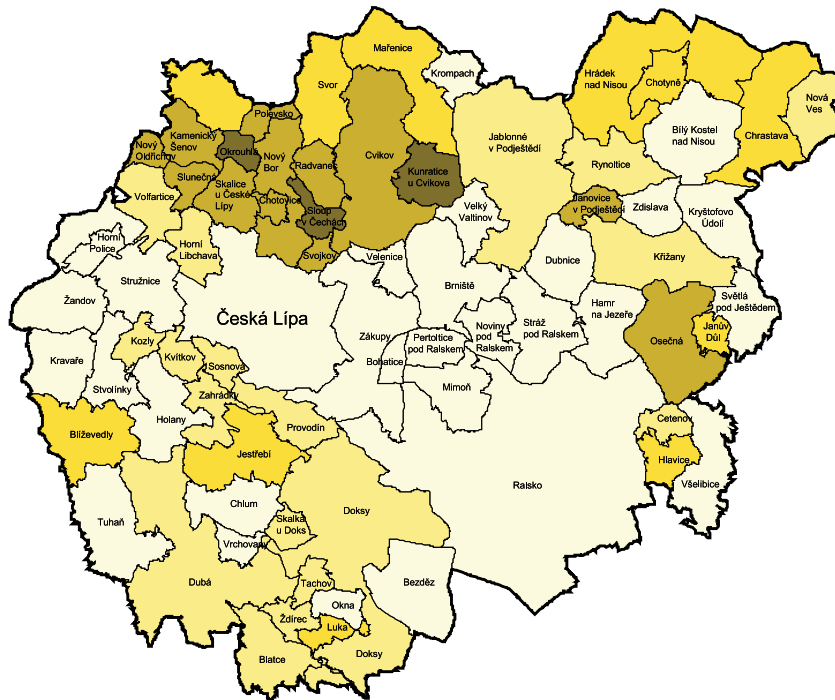 Mařenice
Krompach
Svor
Hrádek
nad Nisou
Chotyně
Nová
Ves
Polevsko
Kamenický
Šenov
Bílý Kostel
nad Nisou
Chrastava
Nový
Oldřichov
Okrouhlá
Nový
Bor
Radvanec
Cvikov
Jablonné
v Podještědí
Kunratice
u Cvikova
Rynoltice
Slunečná
Skalice
u České
Lípy
Volfartice
Chotovice
Sloup
v Čechách
Velký
Valtinov
Janovice
v Podještědí
Zdislava
Kryštofovo
Údolí
Horní
Police
Horní
Libchava
Svojkov
Velenice
Dubnice
Křižany
Stružnice
Brniště
Žandov
Česká Lípa
Hamr
na Jezeře
Světlá
pod Ještědem
Kozly
Zákupy
Pertoltice
pod Ralskem
Noviny
pod
Ralskem
Stráž
pod Ralskem
Osečná
Janův
Důl
Kravaře
Kvítkov
Sosnova
Bohatice
Stvolínky
Zahrádky
Mimoň
Holany
Cetenov
Blíževedly
Provodín
Jestřebí
Hlavice
Ralsko
Všelibice
Chlum
Doksy
Tuhaň
Skalka
u Doks
Vrchovany
Dubá
Tachov
Bezděz
Okna
Ždírec
Luka
Blatce
Doksy